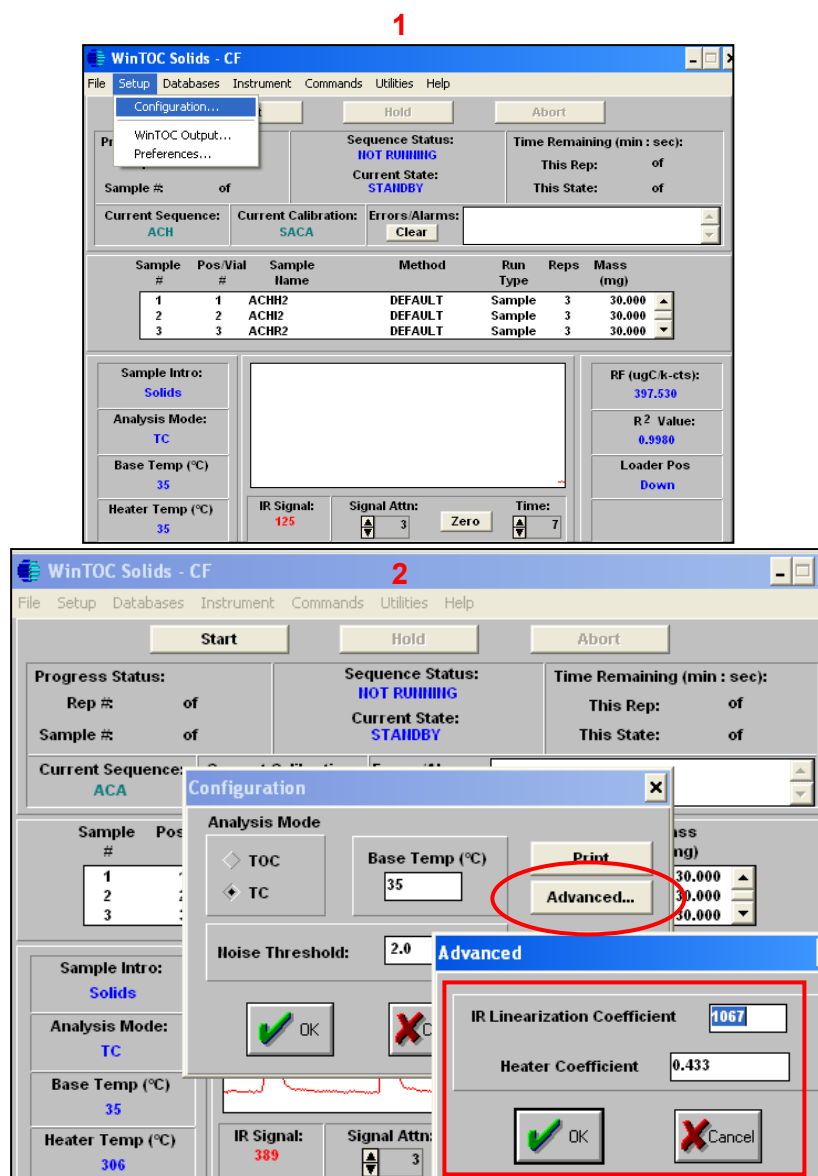 1
WinTOC Solids - CF
File Setup Databases Instrument Commands Utilities Help
Configuration...
WinTOC Output...
Preferences...
Hold
Abort
Sequence Status:
NOT RUNNING
Current State:
STANDBY
Time Remaining (min : sec):
This Rep: of
This State: of
Sample #: of
Current Sequence:
ACH
Current Calibration:
SACA
Errors/Alarms:
Clear
Sample # Pos/Vial # Sample Name Method Run Type Reps Mass (mg)
1 1 ACHH2 DEFAULT Sample 3 30.000
2 2 ACHI2 DEFAULT Sample 3 30.000
3 3 ACHR2 DEFAULT Sample 3 30.000
Sample Intro:
Solids
Analysis Mode:
TC
Base Temp (°C)
35
Heater Temp (°C)
35
IR Signal:
125
Signal Attn:
3
Zero
Time:
7
RF (ugC/k-cts):
397.530
R2 Value:
0.9980
Loader Pos
Down
WinTOC Solids - CF
2
File Setup Databases Instrument Commands Utilities Help
Start
Hold
Abort
Progress Status:
Rep #: of
Sample #: of
Sequence Status:
NOT RUNNING
Current State:
STANDBY
Time Remaining (min : sec):
This Rep: of
This State: of
Current Sequence:
ACA
Sample # Pos
1
2
3
30.000
30.000
30.000
Configuration
Analysis Mode
TOC
TC
Base Temp (°C)
35
Print
Advanced...
Noise Threshold: 2.0
OK
Advanced
IR Linearization Coefficient 1067
Heater Coefficient 0.433
OK
Cancel
Sample Intro:
Solids
Analysis Mode:
TC
Base Temp (°C)
35
Heater Temp (°C)
306
IR Signal:
389
Signal Attn:
3